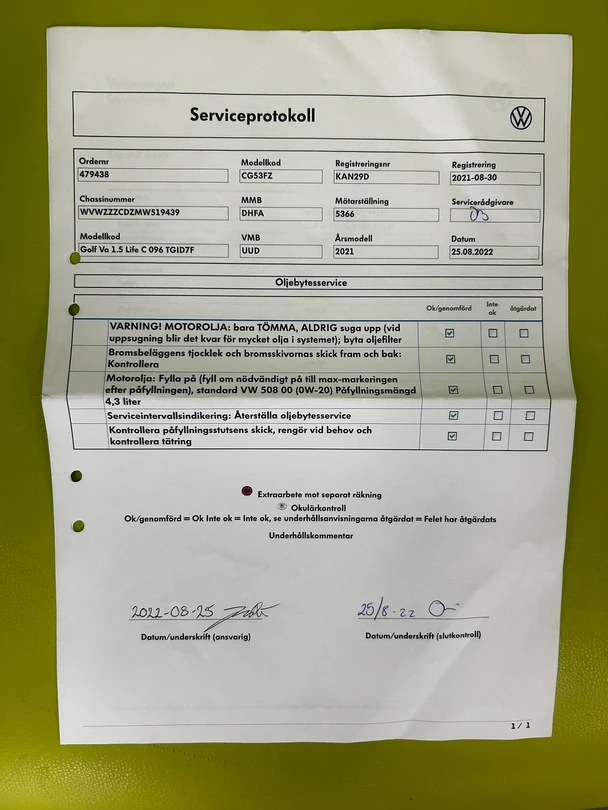 Serviceprotokoll
Ordernr
479438
Modellkod
CG53FZ
Registreringsnr
KAN29D
Registrering
2021-08-30
Chassinummer
WVWZZZCDZMW519439
MMB
DHFA
Mätarställning
5366
Servicerådgivare
Modellkod
Golf Va 1.5 Life C 096 TGID7F
VMB
UUD
Årsmodell
2021
Datum
25.08.2022
Oljebytesservice
Ok/genomförd
Inte
ok
åtgärdat
VARNING! MOTOROLJA: bara TÖMMA, ALDRIG suga upp (vid
uppsugning blir det kvar för mycket olja i systemet); byta oljefilter
Bromsbeläggens tjocklek och bromsskivornas skick fram och bak:
Kontrollera
Motorolja: Fylla på (fyll om nödvändigt på till max-markeringen
efter påfyllningen), standard VW 508 00 (0W-20) Påfyllningsmängd
4,3 liter
Serviceintervallsindikering: Återställa oljebytesservice
Kontrollera påfyllningsstutsens skick, rengör vid behov och
kontrollera tätring
Extraarbete mot separat räkning
Okulärkontroll
Ok/genomförd = Ok Inte ok = Inte ok, se underhållsanvisningarna åtgärdat = Felet har åtgärdats
Underhållskommentar
2022-08-25
25/8-22
Datum/underskrift (ansvarig)
Datum/underskrift (slutkontroll)
1 / 1